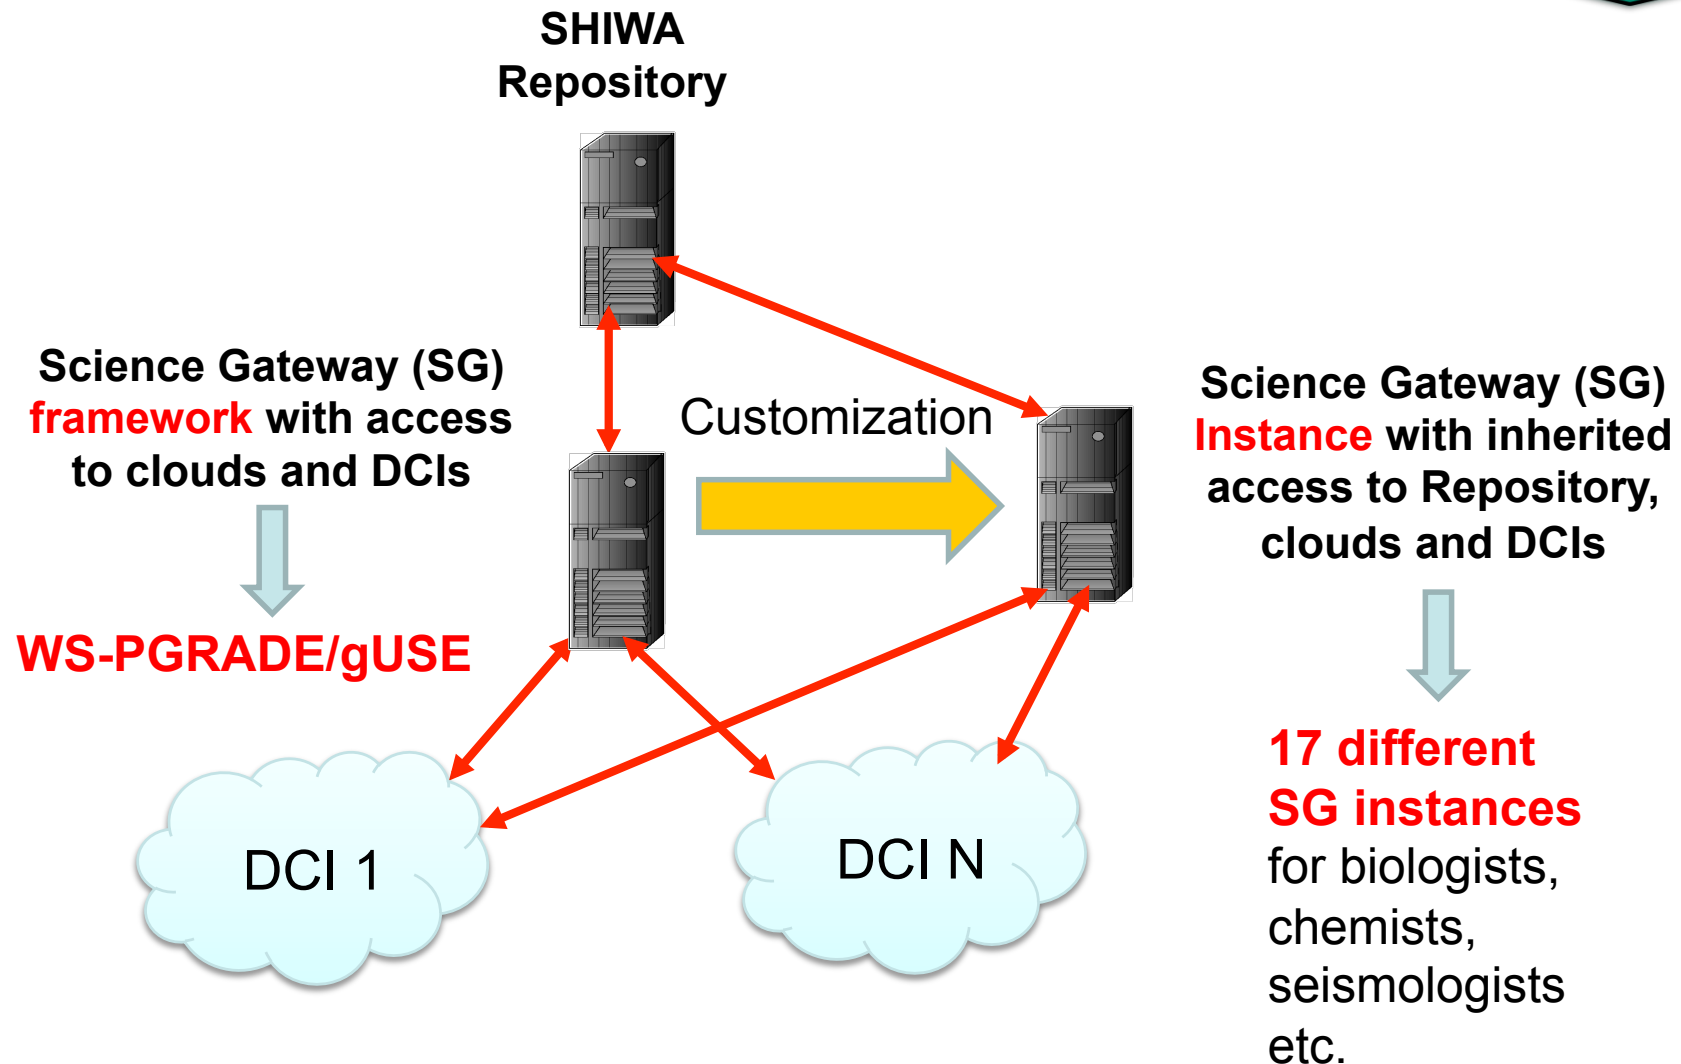 SHIWA
Repository
Science Gateway (SG)
framework with access
to clouds and DCIs
WS-PGRADE/gUSE
Customization
Science Gateway (SG)
Instance with inherited
access to Repository,
clouds and DCIs
17 different
SG instances
for biologists,
chemists,
seismologists
etc.
DCI 1
DCI N